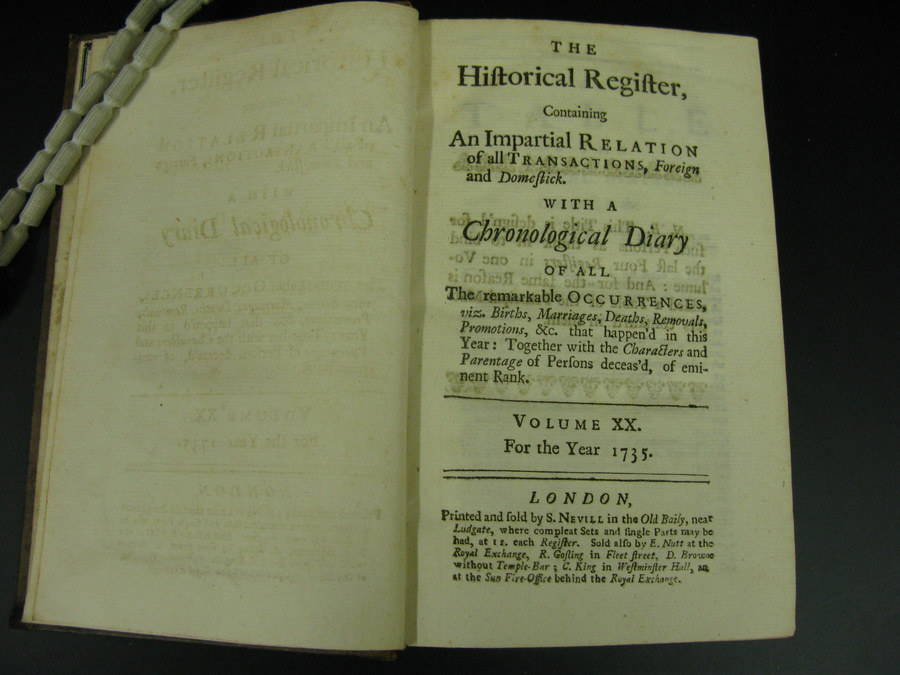 THE
Hiſtorical Regiſter,
Containing
An Impartial RELATION
of all TRANSACTIONS, Foreign
and Domeſtick.
WITH A
Chronological Diary
OF ALL
The remarkable OCCURRENCES,
viz. Births, Marriages, Deaths, Removals,
Promotions, &c. that happen'd in this
Year: Together with the Characters and
Parentage of Perſons deceas'd, of emi-
nent Rank.
VOLUME XX.
For the Year 1735.
LONDON,
Printed and ſold by S. NEVILL in the Old Baily, near
Ludgate, where compleat Sets and ſingle Parts may be
had, at 1 s. each Regiſter. Sold alſo by E. Nutt at the
Royal Exchange, R. Goſling in Fleet ſtreet, D. Browne
without Temple-Bar; C. King in Weſtminſter Hall,
at the Sun Fire-Office behind the Royal Exchange.